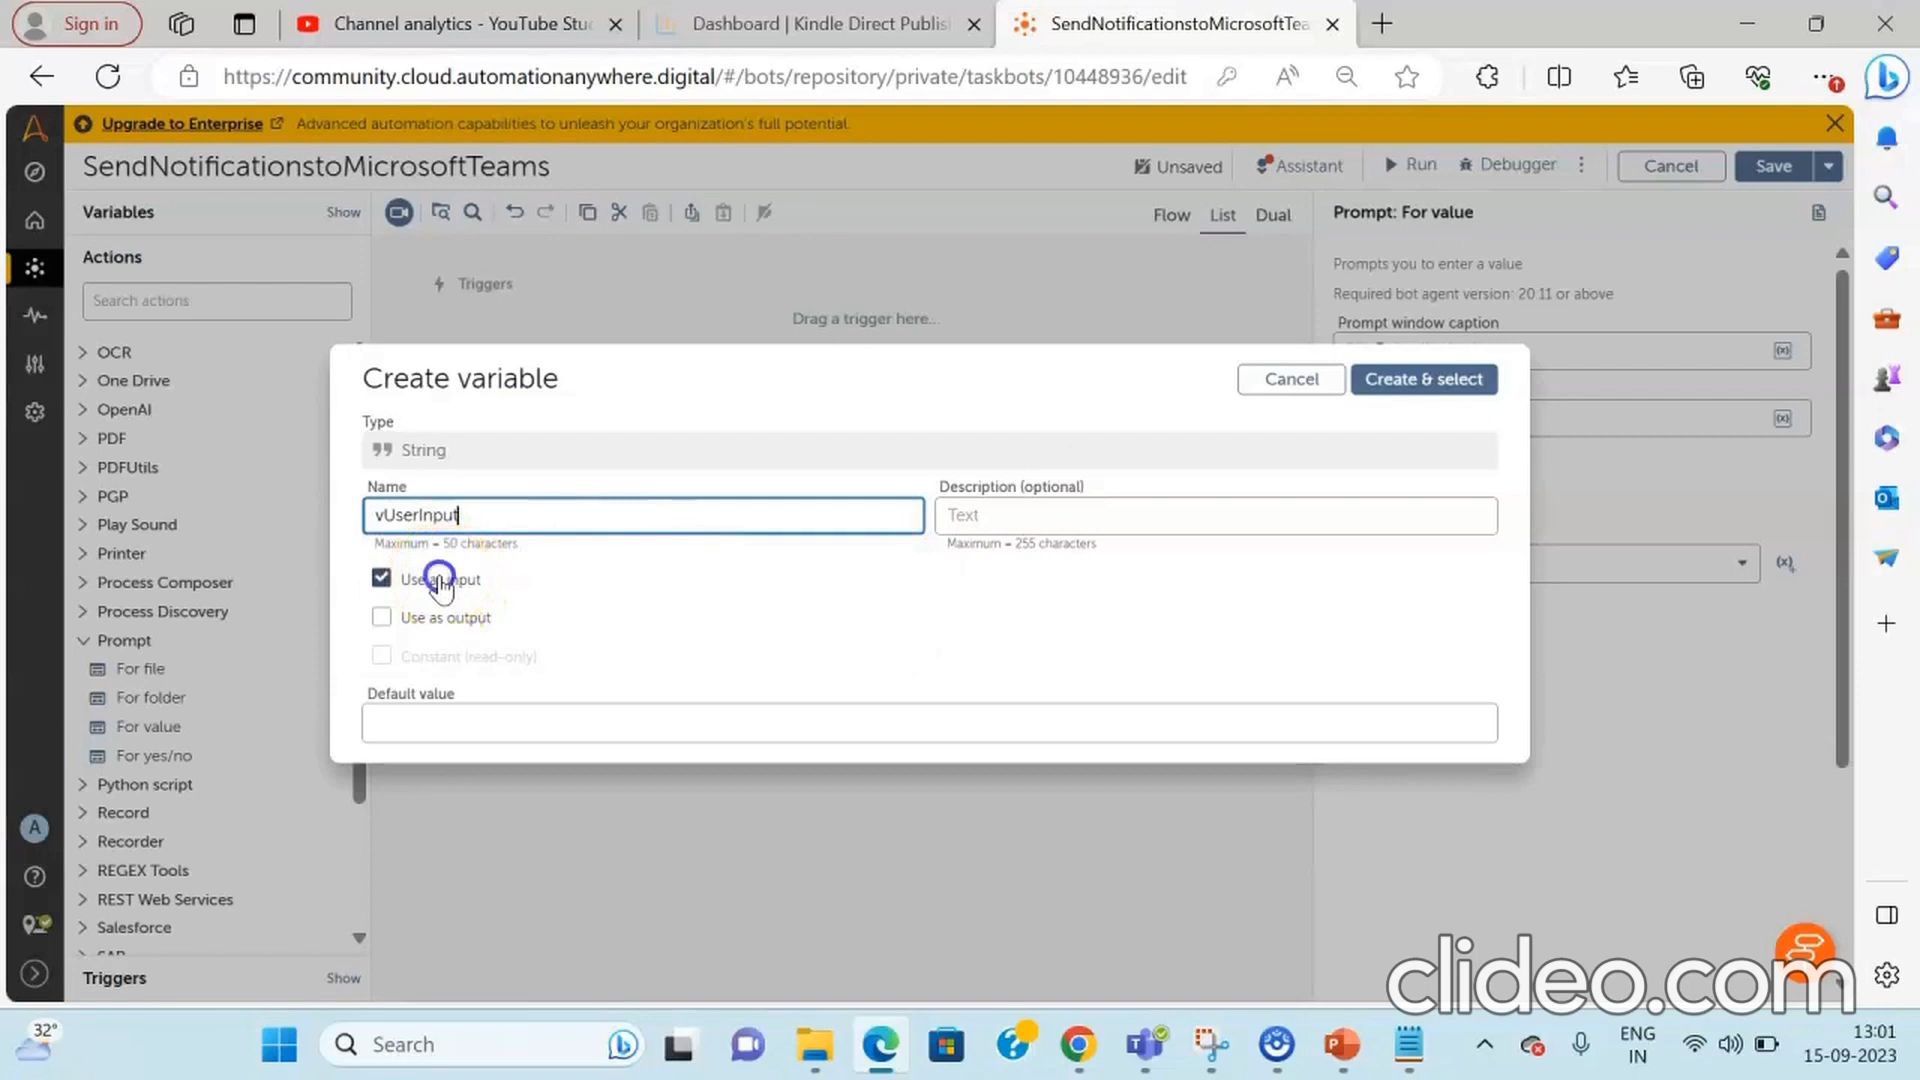 Sign in
Channel analytics - YouTube Stu
Dashboard | Kindle Direct Publis
SendNotificationstoMicrosoftTea
https://community.cloud.automationanywhere.digital/#/bots/repository/private/taskbots/10448936/edit
Upgrade to Enterprise
Advanced automation capabilities to unleash your organization's full potential.
SendNotificationstoMicrosoftTeams
Unsaved
Assistant
Run
Debugger
Cancel
Save
Variables
Show
Flow
List
Dual
Prompt: For value
Actions
Search actions
Triggers
Drag a trigger here...
Prompts you to enter a value
Required bot agent version: 20.11 or above
Prompt window caption
OCR
One Drive
OpenAI
PDF
PDFUtils
PGP
Play Sound
Printer
Process Composer
Process Discovery
Prompt
For file
For folder
For value
For yes/no
Python script
Record
Recorder
REGEX Tools
REST Web Services
Salesforce
Triggers
Show
Create variable
Cancel
Create & select
Type
String
Name
Description (optional)
vUserInput
Text
Maximum = 50 characters
Maximum = 255 characters
Use as input
Use as output
Constant (read-only)
Default value
clideo.com
32°
Search
ENG
IN
13:01
15-09-2023